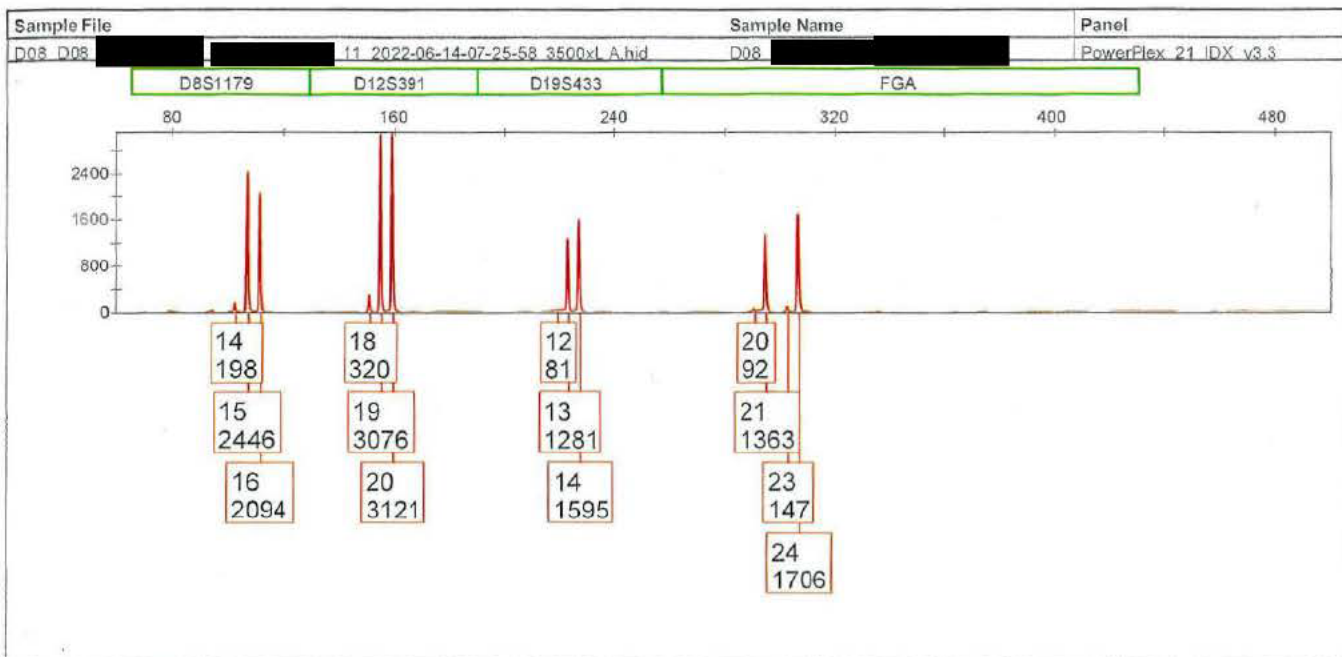 Sample File Sample Name Panel
D08 D08 11 2022-06-14-07-25-58 3500xL A.hid D08 PowerPlex 21 IDX v3.3
D8S1179 D12S391 D19S433 FGA
80 160 240 320 400 480
2400
1600
800
0
14 18 12 20
198 320 81 92
15 19 13 21
2446 3076 1281 1363
16 20 14 23
2094 3121 1595 147
24
1706